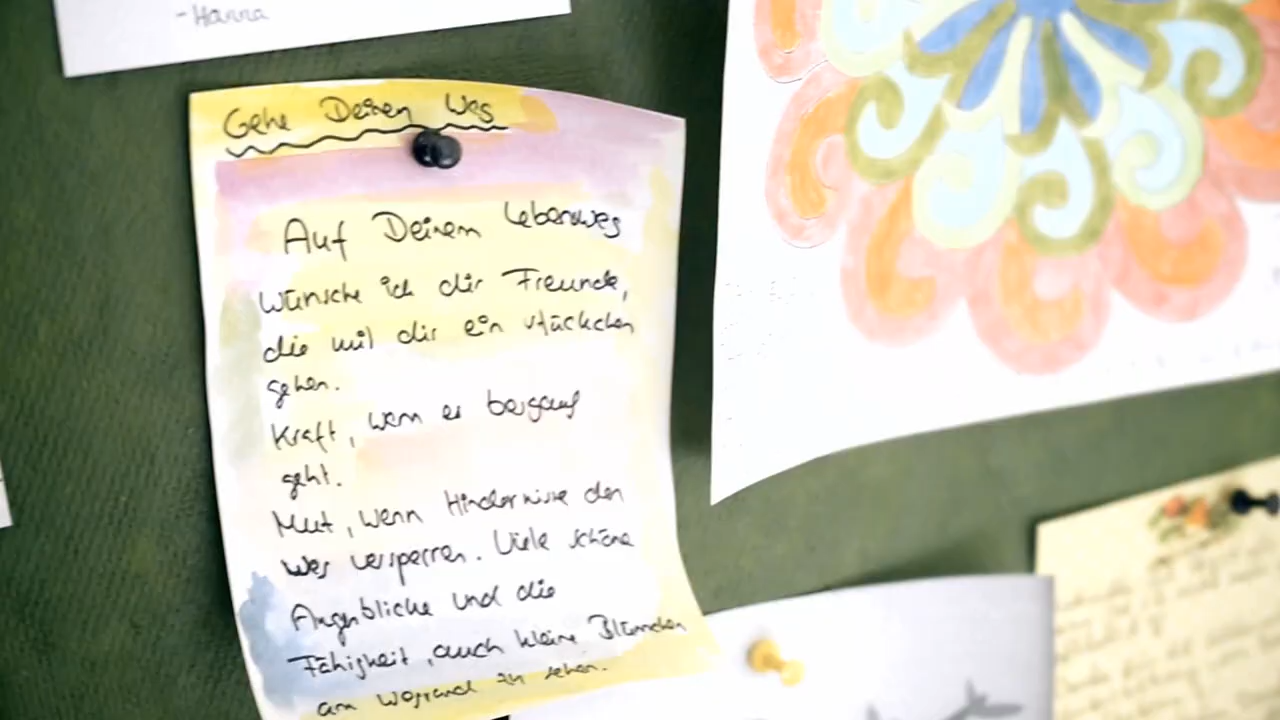 -Hanna
Gehe Deinen Weg
Auf Deinem Lebensweg
wünsche ich dir Freunde,
die mit dir ein stückchen
gehen.
Kraft, wenn es bergauf
geht.
Mut, wenn Hindernisse den
Weg versperren. Viele schöne
Augenblicke und die
Fähigkeit, auch kleine Blümchen
am Wegrand zu sehen.